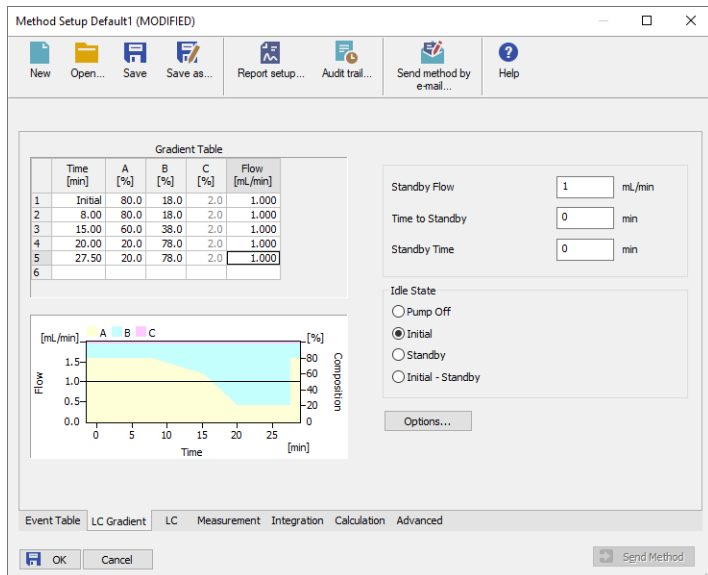 Method Setup Default1 (MODIFIED)
New Open... Save Save as... Report setup... Audit trail... Send method by e-mail... Help
Gradient Table
Time [min] A [%] B [%] C [%] Flow [mL/min]
1 Initial 80.0 18.0 2.0 1.000
2 8.00 80.0 18.0 2.0 1.000
3 15.00 60.0 38.0 2.0 1.000
4 20.00 20.0 78.0 2.0 1.000
5 27.50 20.0 78.0 2.0 1.000
6
Standby Flow 1 mL/min
Time to Standby 0 min
Standby Time 0 min
Idle State
Pump Off
Initial
Standby
Initial - Standby
Options...
[mL/min] A B C [%]
1.5 80
1.0 60
0.5 40
0.0 20
0
Flow
Composition
0 5 10 15 20 25 [min]
Time
Event Table LC Gradient LC Measurement Integration Calculation Advanced
OK Cancel Send Method